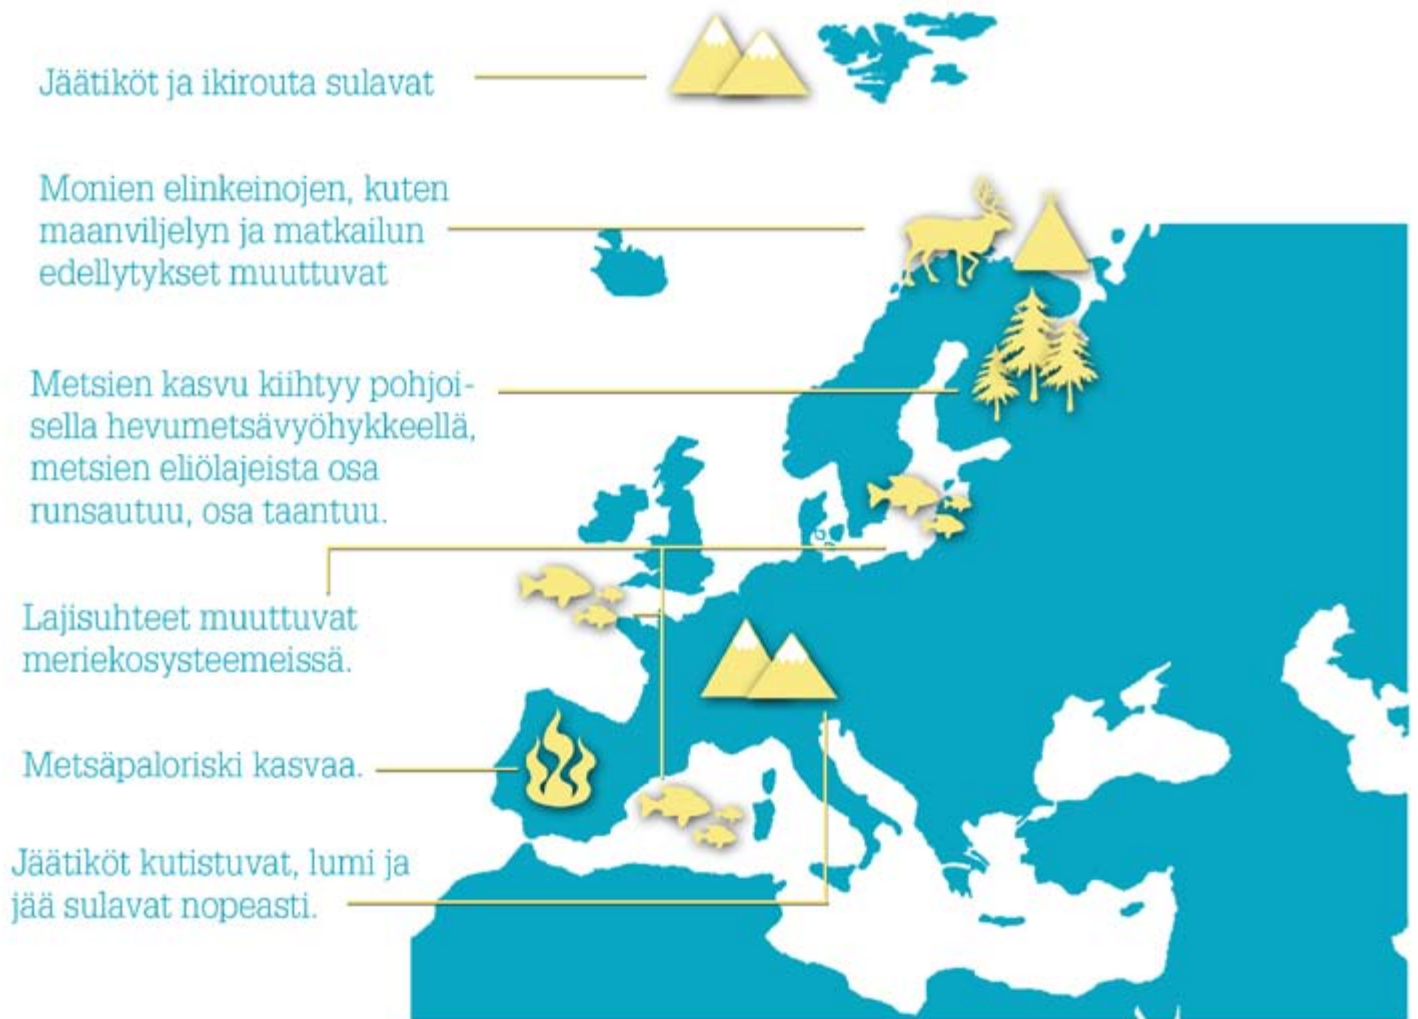 Jäätiköt ja ikirouta sulavat
Monien elinkeinojen, kuten
maanviljelyn ja matkailun
edellytykset muuttuvat
Metsien kasvu kiihtyy pohjoi-
sella hevumetsävyöhykkeellä,
metsien eliölajeista osa
runsautuu, osa taantuu.
Lajisuhteet muuttuvat
meriekosysteemeissä.
Metsäpaloriski kasvaa.
Jäätiköt kutistuvat, lumi ja
jää sulavat nopeasti.